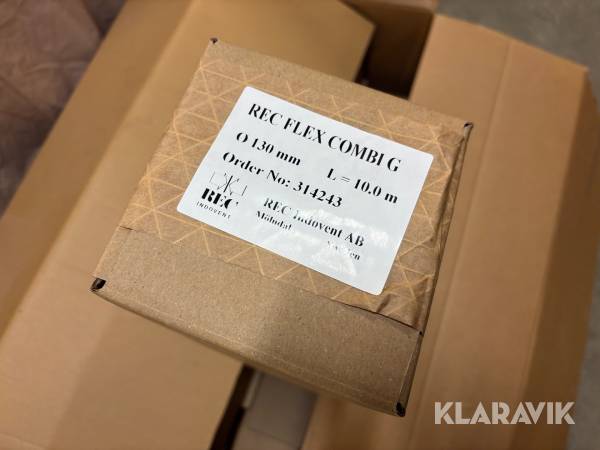 REC FLEX COMBI G
O 130 mm L = 10.0 m
Order No: 314243
REC
INDOVENT
REC Indovent AB
Mölndal
KLARAVIK